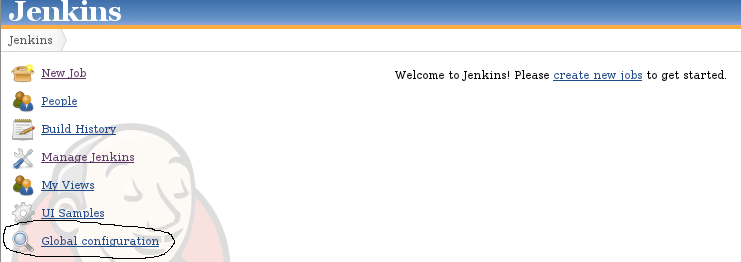 Jenkins
Jenkins
New Job
Welcome to Jenkins! Please create new jobs to get started.
People
Build History
Manage Jenkins
My Views
UI Samples
Global configuration